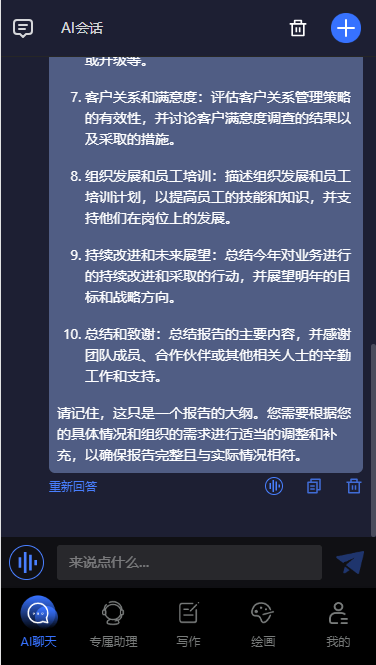 AI会话
或升级等。
7. 客户关系和满意度：评估客户关系管理策略
的有效性，并讨论客户满意度调查的结果以
及采取的措施。
8. 组织发展和员工培训：描述组织发展和员工
培训计划，以提高员工的技能和知识，并支
持他们在岗位上的发展。
9. 持续改进和未来展望：总结今年对业务进行
的持续改进和采取的行动，并展望明年的目
标和战略方向。
10. 总结和致谢：总结报告的主要内容，并感谢
团队成员、合作伙伴或其他相关人士的辛勤
工作和支持。
请记住，这只是一个报告的大纲。您需要根据您
的具体情况和组织的需求进行适当的调整和补
充，以确保报告完整且与实际情况相符。
重新回答
来说点什么...
AI聊天 专属助理 写作 绘画 我的